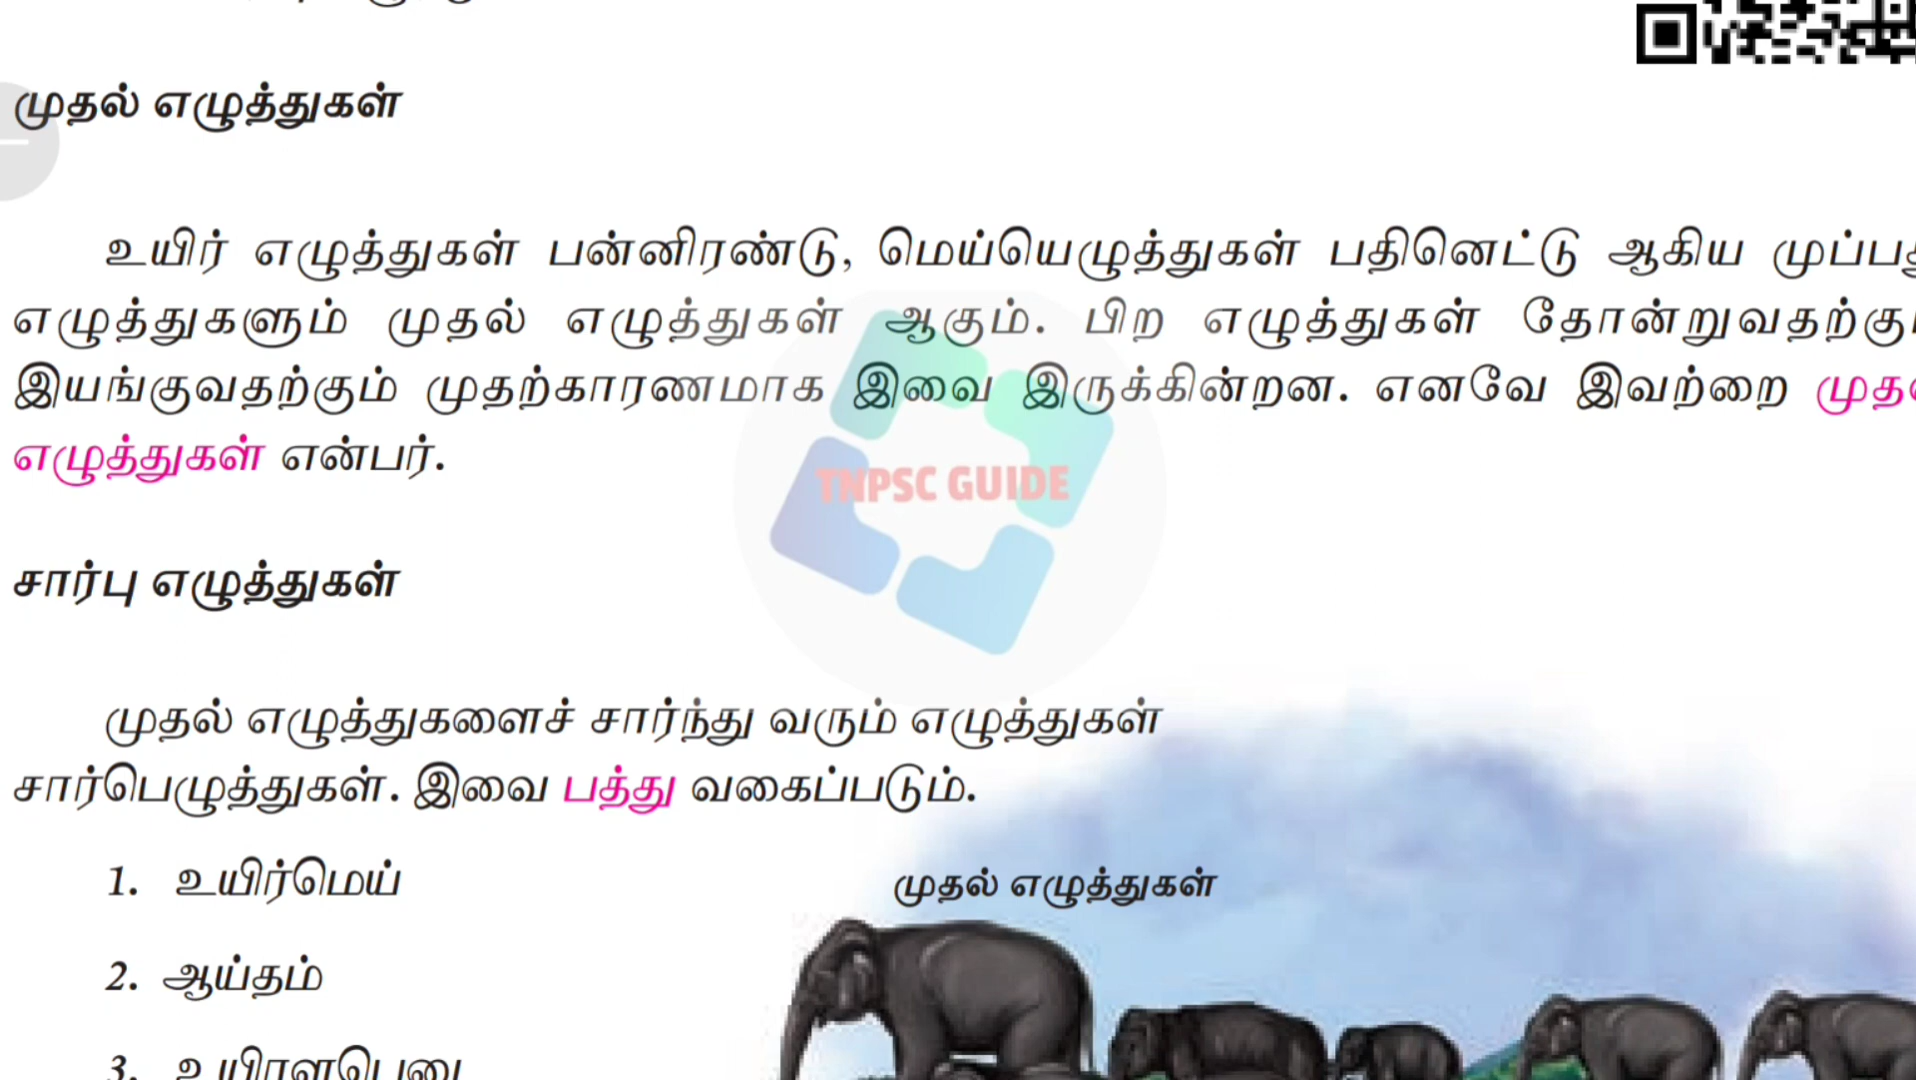 முதல் எழுத்துகள்
உயிர் எழுத்துகள் பன்னிரண்டு, மெய்யெழுத்துகள் பதினெட்டு ஆகிய
எழுத்துகளும் முதல் எழுத்துகள் ஆகும். பிற எழுத்துகள்
இயங்குவதற்கும் முதற்காரணமாக இவை இருக்கின்றன. எனவே இவற்றை
எழுத்துகள் என்பர்.
TNPSC GUIDE
சார்பு எழுத்துகள்
முதல் எழுத்துகளைச் சார்ந்து வரும் எழுத்துகள்
சார்பெழுத்துகள். இவை பத்து வகைப்படும்.
1. உயிர்மெய்
முதல் எழுத்துகள்
2. ஆய்தம்
3.